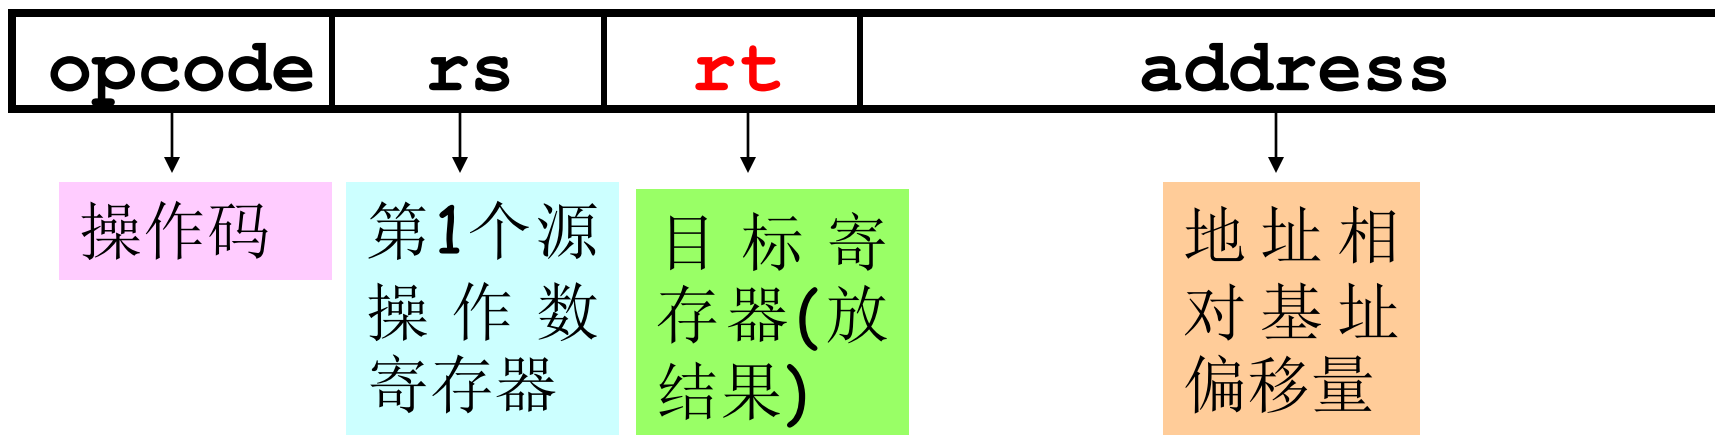 opcode rs rt address
操作码
第1个源
操作数
寄存器
目标寄
存器(放
结果)
地址相
对基址
偏移量